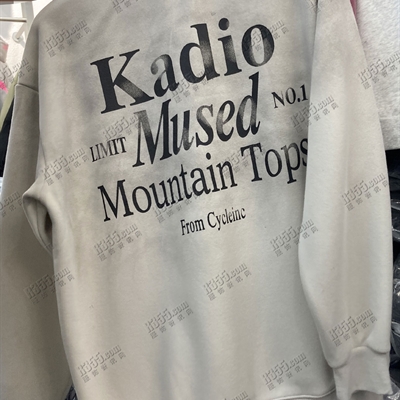 Kadio
LIMIT Mused NO.1
Mountain Tops
From Cycleinc